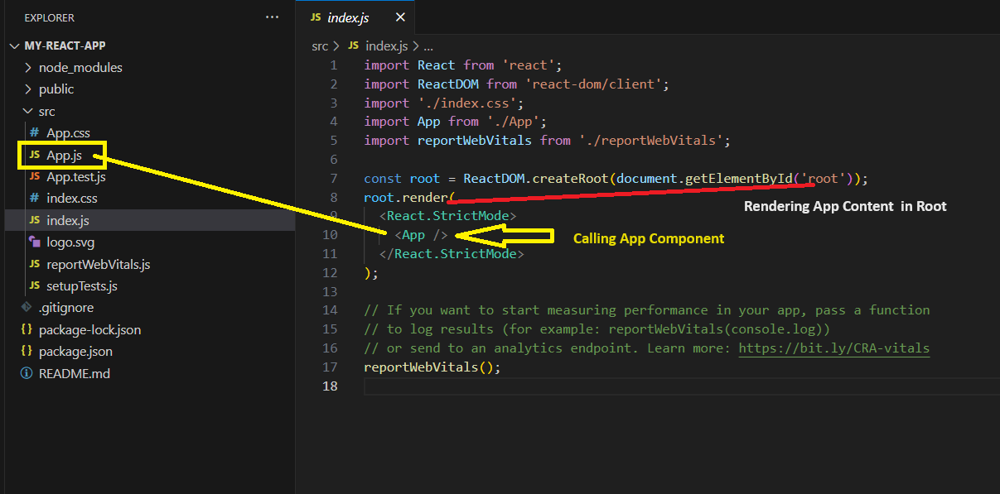 EXPLORER ...
MY-REACT-APP
node_modules
public
src
# App.css
JS App.js
JS App.test.js
# index.css
JS index.js
logo.svg
JS reportWebVitals.js
JS setupTests.js
.gitignore
{} package-lock.json
{} package.json
README.md
JS index.js ×
src > JS index.js > ...
1 import React from 'react';
2 import ReactDOM from 'react-dom/client';
3 import './index.css';
4 import App from './App';
5 import reportWebVitals from './reportWebVitals';
6
7 const root = ReactDOM.createRoot(document.getElementById('root'));
8 root.render(
Rendering App Content in Root
9 <React.StrictMode>
10 <App />
Calling App Component
11 </React.StrictMode>
12 );
13
14 // If you want to start measuring performance in your app, pass a function
15 // to log results (for example: reportWebVitals(console.log))
16 // or send to an analytics endpoint. Learn more: https://bit.ly/CRA-vitals
17 reportWebVitals();
18